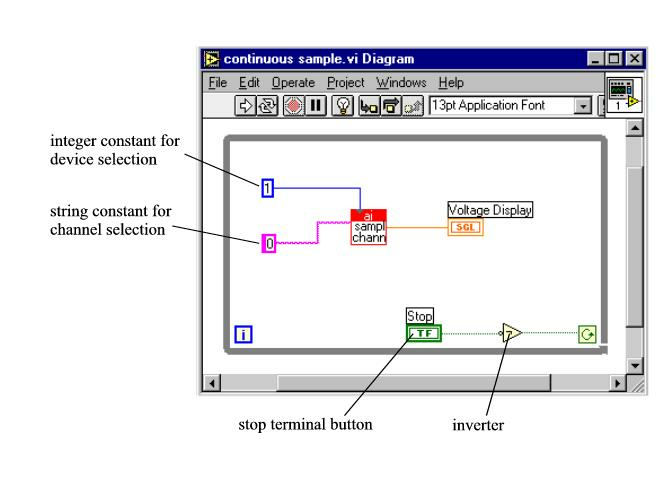 continuous sample.vi Diagram
File Edit Operate Project Windows Help
13pt Application Font
1
integer constant for
device selection
1
string constant for
channel selection
0
ai
sampl
chann
Voltage Display
SGL
Stop
TF
i
stop terminal button
inverter